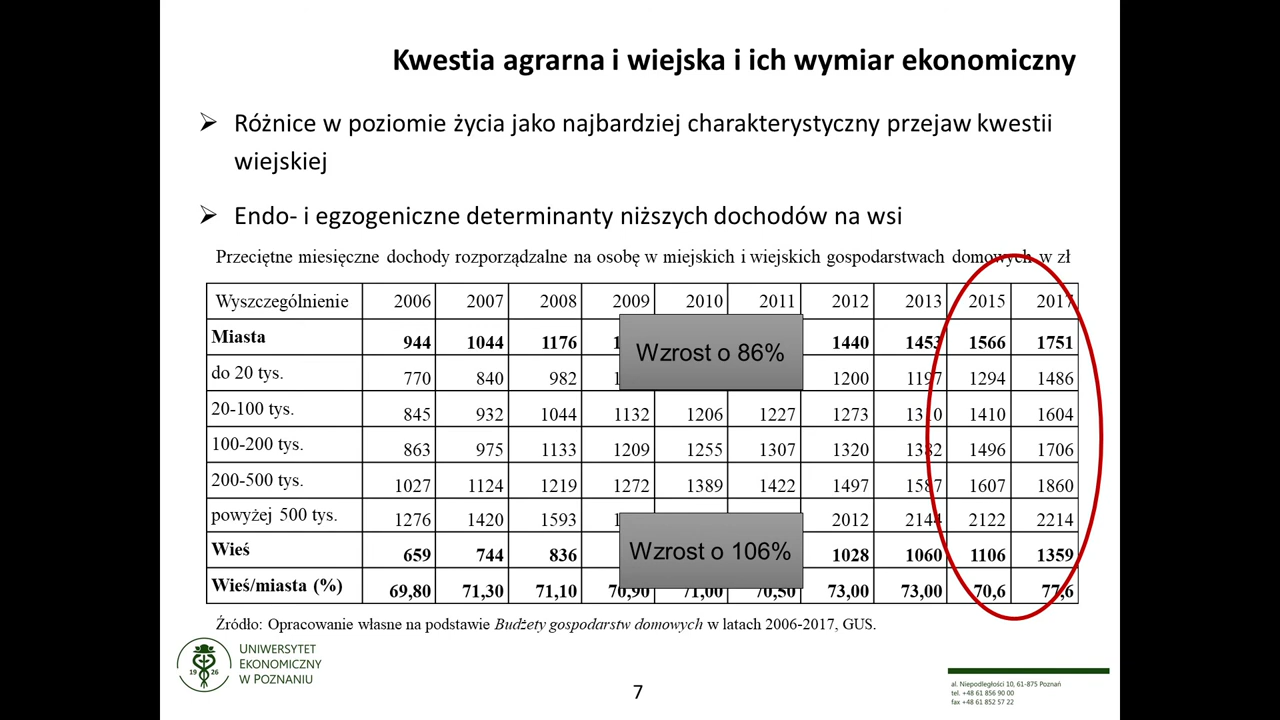 Kwestia agrarna i wiejska i ich wymiar ekonomiczny
Różnice w poziomie życia jako najbardziej charakterystyczny przejaw kwestii
wiejskiej
Endo- i egzogeniczne determinanty niższych dochodów na wsi
Przeciętne miesięczne dochody rozporządzalne na osobę w miejskich i wiejskich gospodarstwach domowych w zł
Wyszczególnienie 2006 2007 2008 2009 2010 2011 2012 2013 2015 2017
Miasta 944 1044 1176 1440 1453 1566 1751
Wzrost o 86%
do 20 tys. 770 840 982 1200 1197 1294 1486
20-100 tys. 845 932 1044 1132 1206 1227 1273 1310 1410 1604
100-200 tys. 863 975 1133 1209 1255 1307 1320 1382 1496 1706
200-500 tys. 1027 1124 1219 1272 1389 1422 1497 1587 1607 1860
powyżej 500 tys. 1276 1420 1593 2012 2144 2122 2214
Wieś 659 744 836 1028 1060 1106 1359
Wzrost o 106%
Wieś/miasta (%) 69,80 71,30 71,10 70,90 71,00 70,50 73,00 73,00 70,6 77,6
Źródło: Opracowanie własne na podstawie Budżety gospodarstw domowych w latach 2006-2017, GUS.
19 26
UNIWERSYTET
EKONOMICZNY
W POZNANIU
7
al. Niepodległości 10, 61-875 Poznań
tel. +48 61 856 90 00
fax +48 61 852 57 22